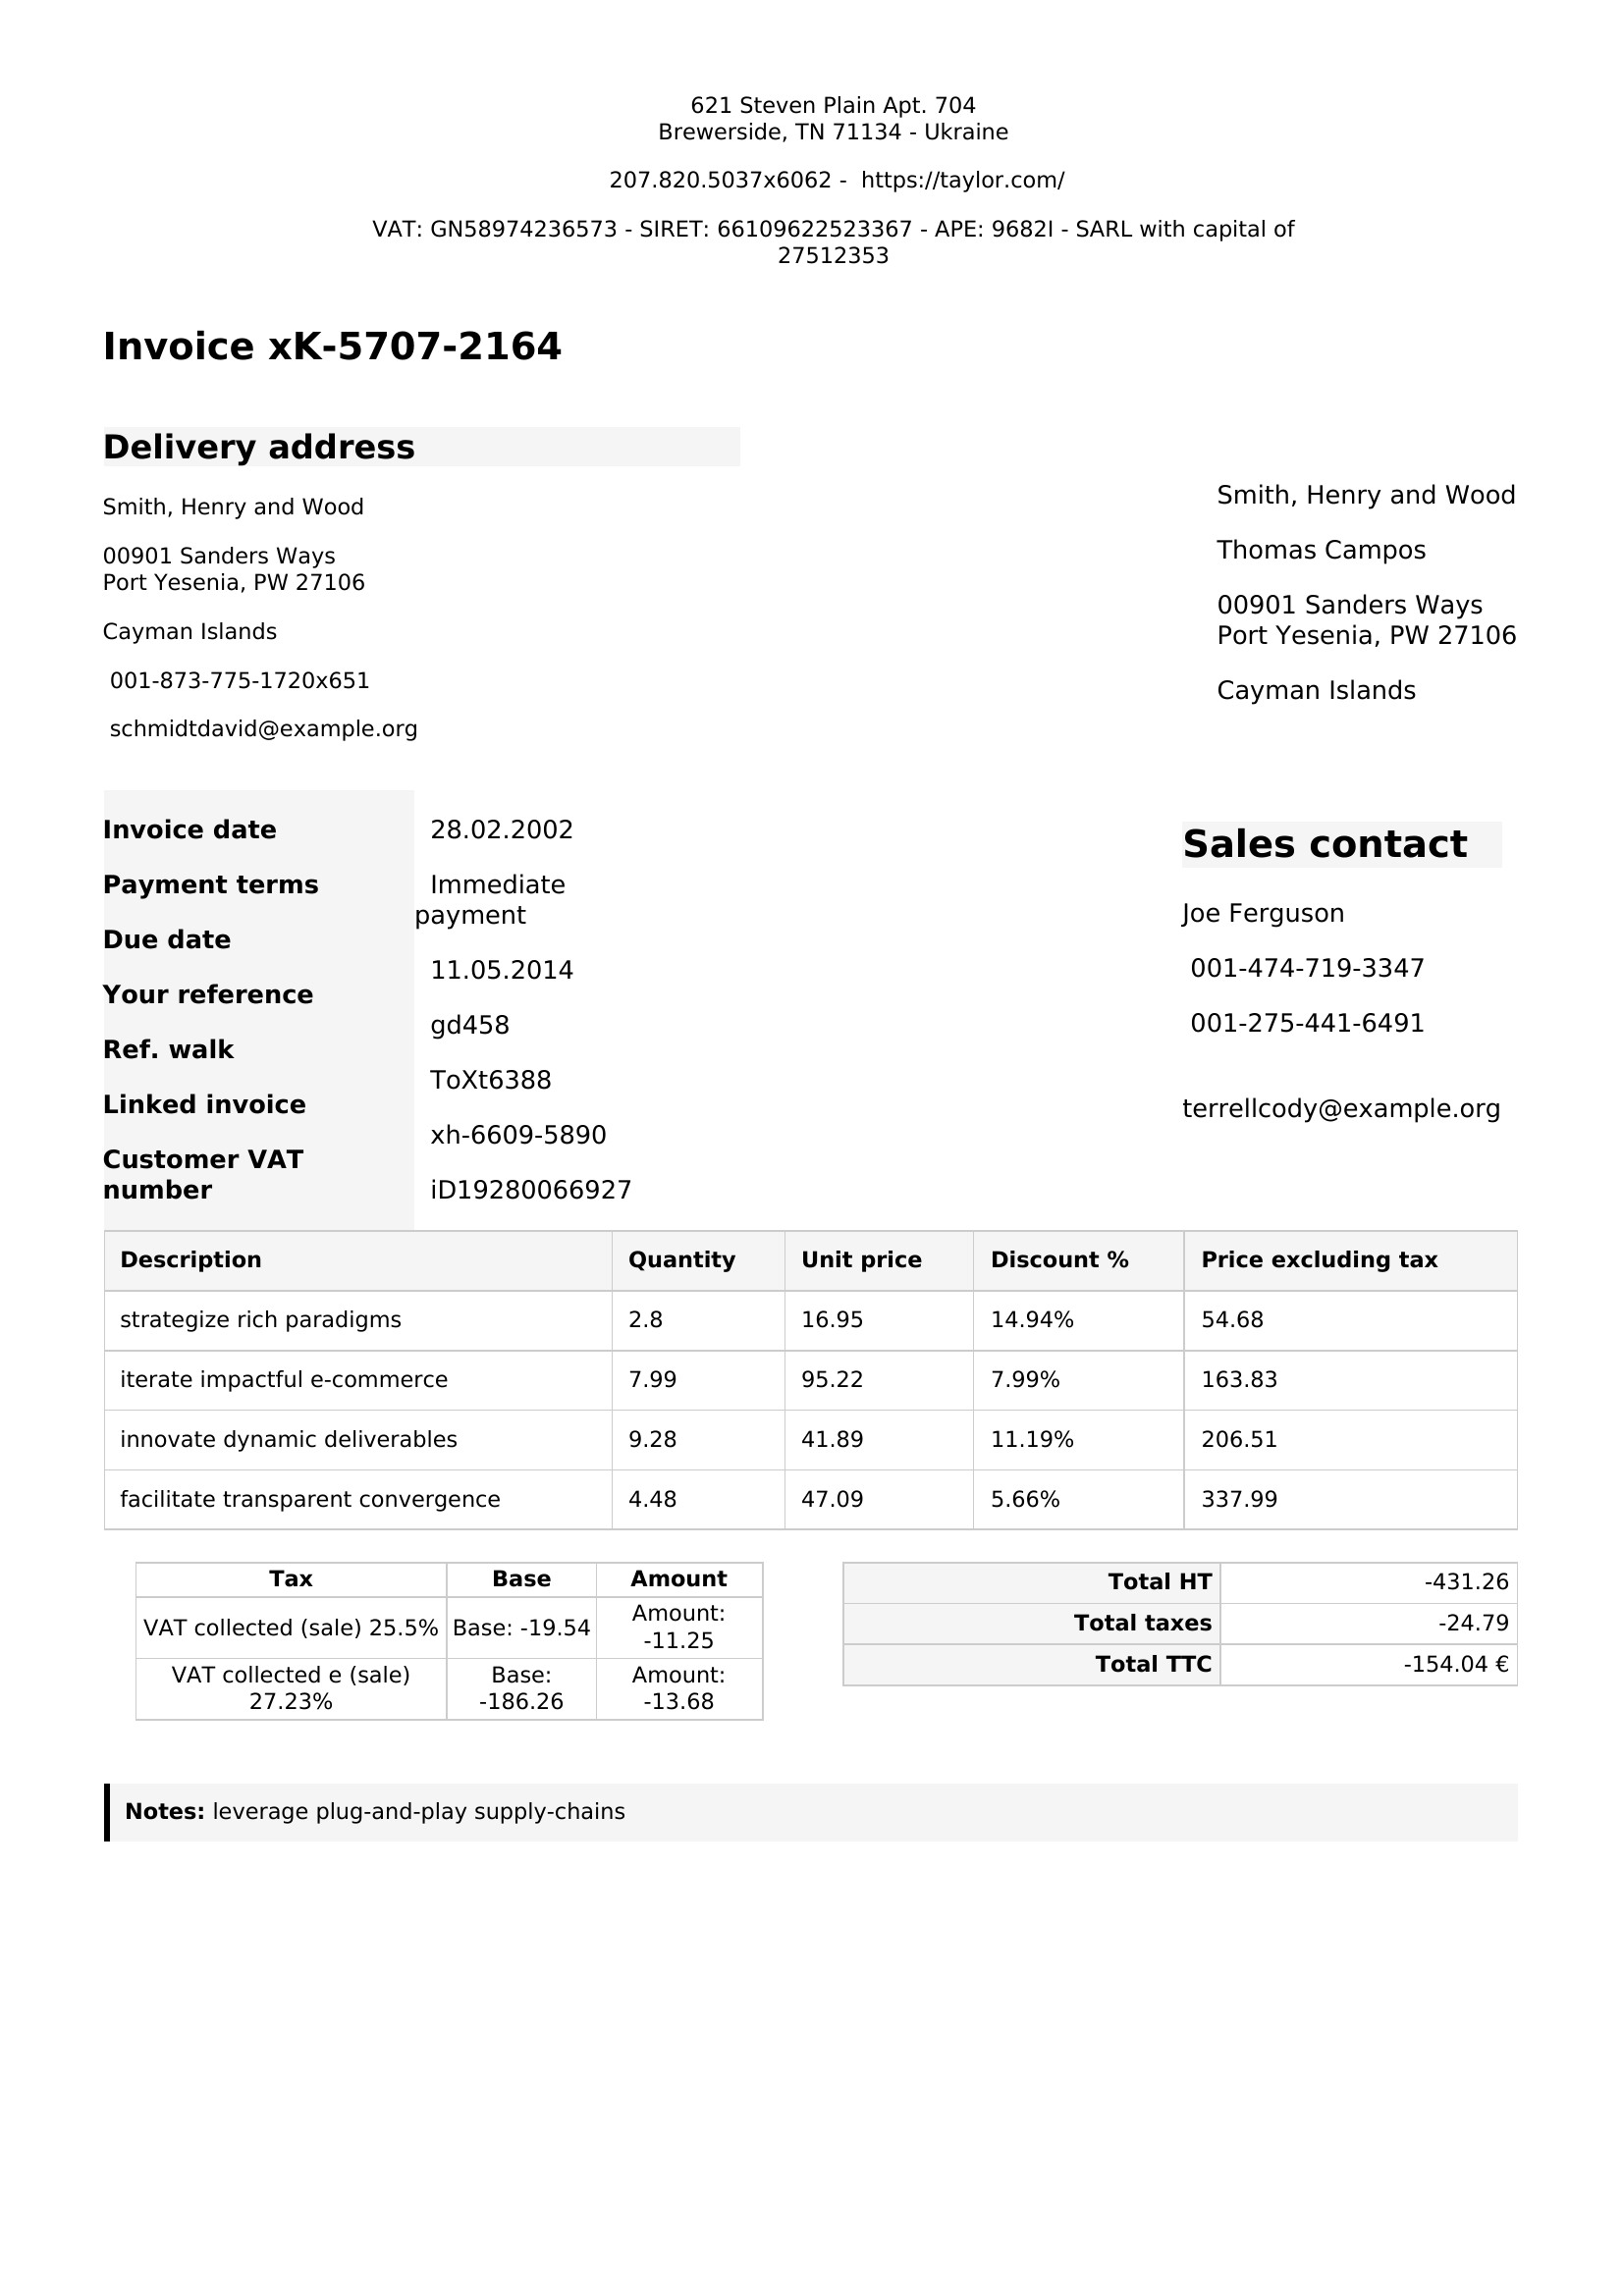 621 Steven Plain Apt. 704
Brewerside, TN 71134 - Ukraine
207.820.5037x6062 - https://taylor.com/
VAT: GN58974236573 - SIRET: 66109622523367 - APE: 9682I - SARL with capital of
27512353
Invoice xK-5707-2164
Delivery address
Smith, Henry and Wood
00901 Sanders Ways
Port Yesenia, PW 27106
Cayman Islands
001-873-775-1720x651
schmidtdavid@example.org
Smith, Henry and Wood
Thomas Campos
00901 Sanders Ways
Port Yesenia, PW 27106
Cayman Islands
Invoice date
Payment terms
Due date
Your reference
Ref. walk
Linked invoice
Customer VAT
number
28.02.2002
Immediate
payment
11.05.2014
gd458
ToXt6388
xh-6609-5890
iD19280066927
Sales contact
Joe Ferguson
001-474-719-3347
001-275-441-6491
terrellcody@example.org
Description Quantity Unit price Discount % Price excluding tax
strategize rich paradigms 2.8 16.95 14.94% 54.68
iterate impactful e-commerce 7.99 95.22 7.99% 163.83
innovate dynamic deliverables 9.28 41.89 11.19% 206.51
facilitate transparent convergence 4.48 47.09 5.66% 337.99
Tax Base Amount
VAT collected (sale) 25.5% Base: -19.54 Amount:
-11.25
VAT collected e (sale) Base: Amount:
27.23% -186.26 -13.68
Total HT -431.26
Total taxes -24.79
Total TTC -154.04 €
Notes: leverage plug-and-play supply-chains